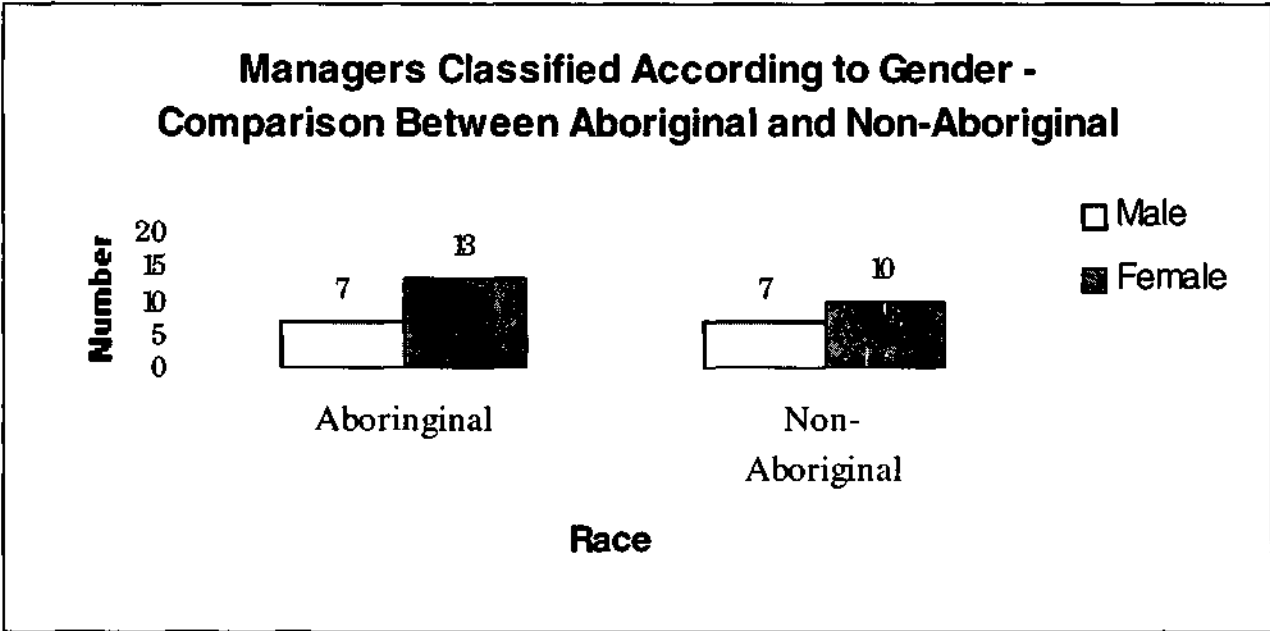 Managers Classified According to Gender -
Comparison Between Aboriginal and Non-Aboriginal
Number
20
15
10
5
0
7
13
7
10
Aboringinal
Non-
Aboriginal
Race
Male
Female